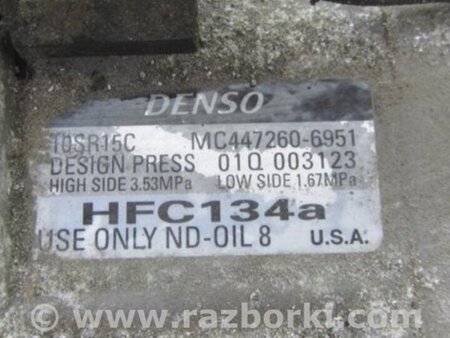 DENSO
10SR15C MC447260-6951
DESIGN PRESS 01Q 003123
HIGH SIDE 3.53MPa LOW SIDE 1.67MPa
HFC134a
USE ONLY ND-OIL 8 U.S.A.
© www.razborki.com